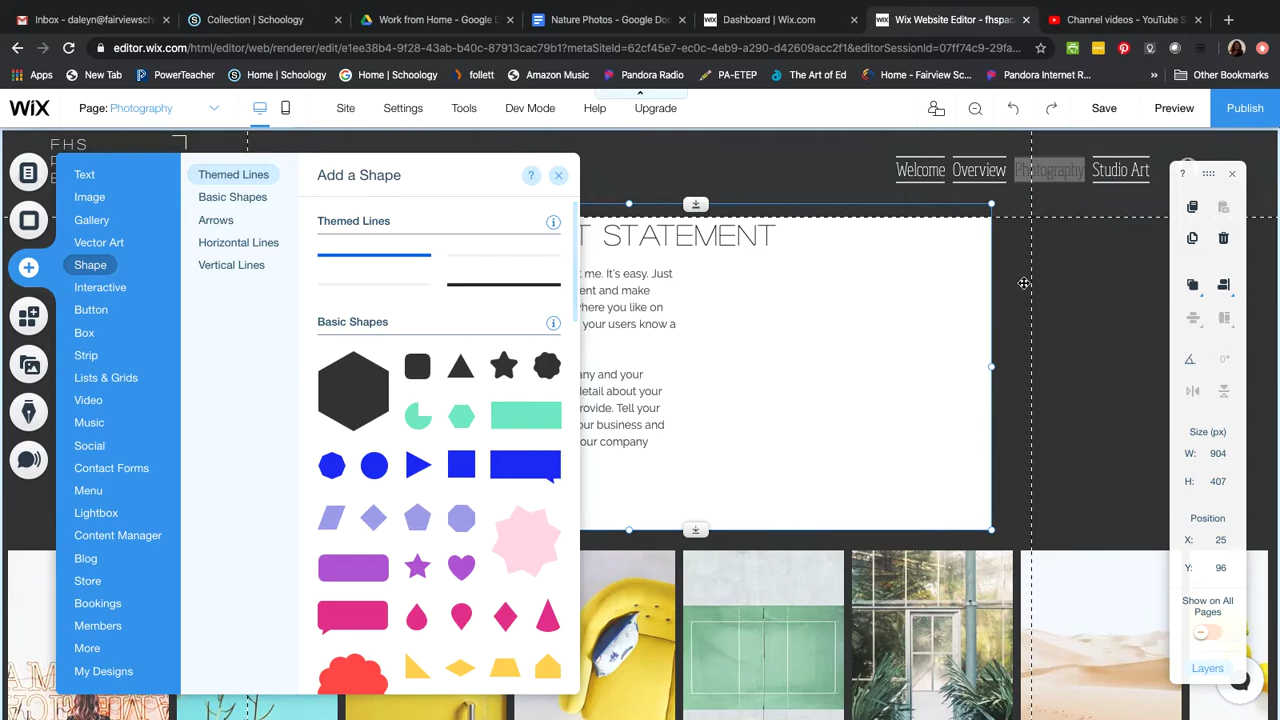 Inbox - daleyn@fairviewsch
Collection | Schoology
Work from Home - Google D
Nature Photos - Google Doc
Dashboard | Wix.com
Wix Website Editor - fhspac
Channel videos - YouTube S
editor.wix.com/html/editor/web/renderer/edit/e1ee38b4-9f28-4ab4-b40c-87913cac79b1?metaSiteId=62cf45e7-ec0c-4eb9-a290-d42609acc2f1&editorSessionId=07ff74c9-29fa...
Apps
New Tab
PowerTeacher
Home | Schoology
Home | Schoology
follett
Amazon Music
Pandora Radio
PA-ETEP
The Art of Ed
Home - Fairview Sc...
Pandora Internet R...
»
Other Bookmarks
WiX
Page: Photography
Site
Settings
Tools
Dev Mode
Help
Upgrade
Save
Preview
Publish
FHS
Welcome
Overview
Photography
Studio Art
Text
Image
Gallery
Vector Art
Shape
Interactive
Button
Box
Strip
Lists & Grids
Video
Music
Social
Contact Forms
Menu
Lightbox
Content Manager
Blog
Store
Bookings
Members
More
My Designs
Themed Lines
Basic Shapes
Arrows
Horizontal Lines
Vertical Lines
Add a Shape
?
Themed Lines
Basic Shapes
T STATEMENT
me. It's easy. Just
ent and make
where you like on
your users know a
any and your
detail about your
provide. Tell your
our business and
our company
?
0°
Size (px)
W: 904
H: 407
Position
X: 25
Y: 96
Show on All
Pages
Layers